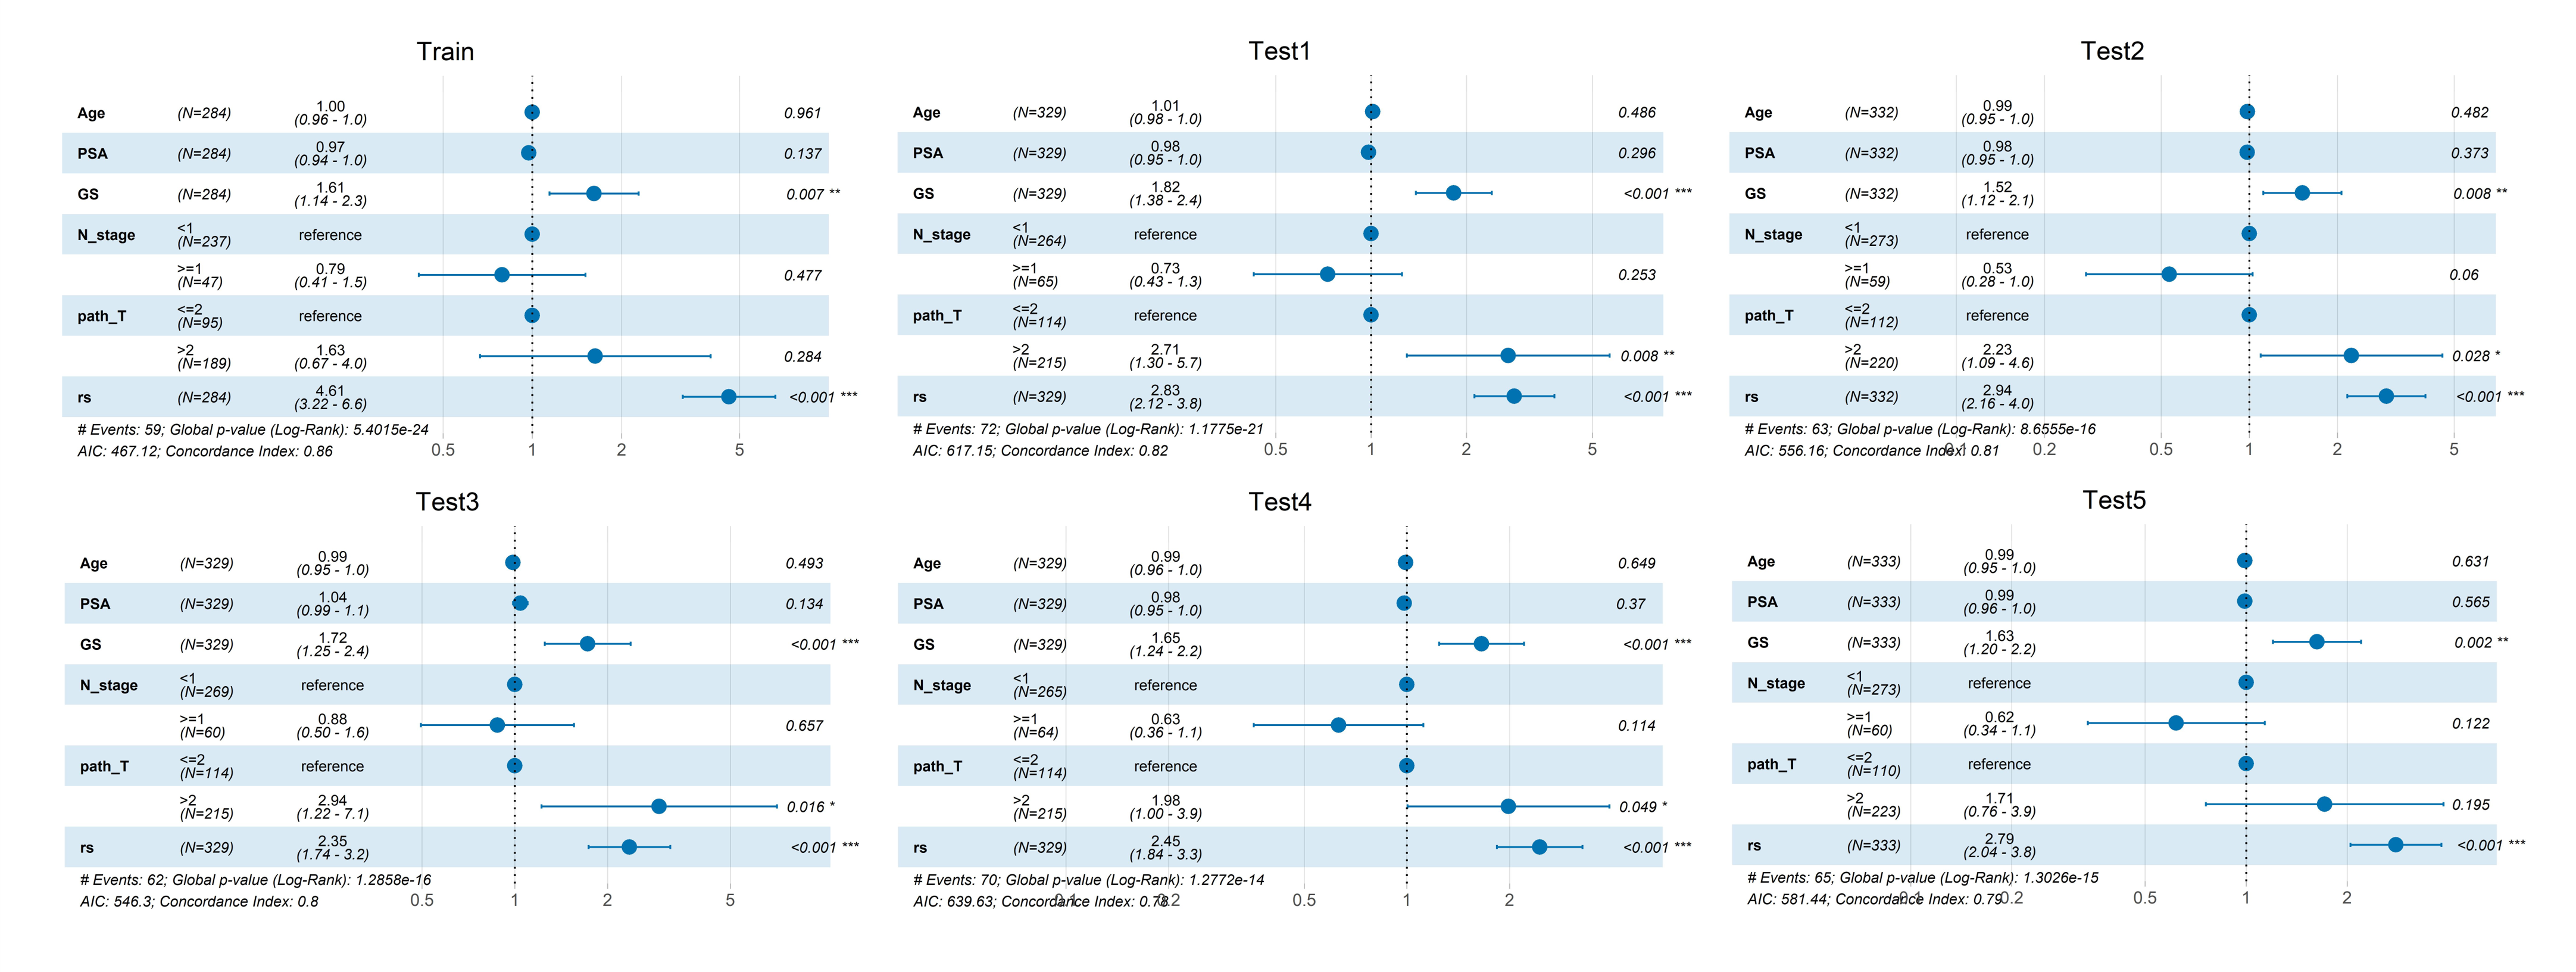 Train
Age (N=284) 1.00 (0.96 - 1.0) 0.961
PSA (N=284) 0.97 (0.94 - 1.0) 0.137
GS (N=284) 1.61 (1.14 - 2.3) 0.007 **
N_stage <1 (N=237) reference
>=1 (N=47) 0.79 (0.41 - 1.5) 0.477
path_T <=2 (N=95) reference
>2 (N=189) 1.63 (0.67 - 4.0) 0.284
rs (N=284) 4.61 (3.22 - 6.6) <0.001 ***
# Events: 59; Global p-value (Log-Rank): 5.4015e-24
AIC: 467.12; Concordance Index: 0.86
0.5 1 2 5
Test1
Age (N=329) 1.01 (0.98 - 1.0) 0.486
PSA (N=329) 0.98 (0.95 - 1.0) 0.296
GS (N=329) 1.82 (1.38 - 2.4) <0.001 ***
N_stage <1 (N=264) reference
>=1 (N=65) 0.73 (0.43 - 1.3) 0.253
path_T <=2 (N=114) reference
>2 (N=215) 2.71 (1.30 - 5.7) 0.008 **
rs (N=329) 2.83 (2.12 - 3.8) <0.001 ***
# Events: 72; Global p-value (Log-Rank): 1.1775e-21
AIC: 617.15; Concordance Index: 0.82
0.5 1 2 5
Test2
Age (N=332) 0.99 (0.95 - 1.0) 0.482
PSA (N=332) 0.98 (0.95 - 1.0) 0.373
GS (N=332) 1.52 (1.12 - 2.1) 0.008 **
N_stage <1 (N=273) reference
>=1 (N=59) 0.53 (0.28 - 1.0) 0.06
path_T <=2 (N=112) reference
>2 (N=220) 2.23 (1.09 - 4.6) 0.028 *
rs (N=332) 2.94 (2.16 - 4.0) <0.001 ***
# Events: 63; Global p-value (Log-Rank): 8.6555e-16
AIC: 556.16; Concordance Index: 0.81
0.1 0.2 0.5 1 2 5
Test3
Age (N=329) 0.99 (0.95 - 1.0) 0.493
PSA (N=329) 1.04 (0.99 - 1.1) 0.134
GS (N=329) 1.72 (1.25 - 2.4) <0.001 ***
N_stage <1 (N=269) reference
>=1 (N=60) 0.88 (0.50 - 1.6) 0.657
path_T <=2 (N=114) reference
>2 (N=215) 2.94 (1.22 - 7.1) 0.016 *
rs (N=329) 2.35 (1.74 - 3.2) <0.001 ***
# Events: 62; Global p-value (Log-Rank): 1.2858e-16
AIC: 546.3; Concordance Index: 0.8
0.5 1 2 5
Test4
Age (N=329) 0.99 (0.96 - 1.0) 0.649
PSA (N=329) 0.98 (0.95 - 1.0) 0.37
GS (N=329) 1.65 (1.24 - 2.2) <0.001 ***
N_stage <1 (N=265) reference
>=1 (N=64) 0.63 (0.36 - 1.1) 0.114
path_T <=2 (N=114) reference
>2 (N=215) 1.98 (1.00 - 3.9) 0.049 *
rs (N=329) 2.45 (1.84 - 3.3) <0.001 ***
# Events: 70; Global p-value (Log-Rank): 1.2772e-14
AIC: 639.63; Concordance Index: 0.78
0.1 0.2 0.5 1 2
Test5
Age (N=333) 0.99 (0.95 - 1.0) 0.631
PSA (N=333) 0.99 (0.96 - 1.0) 0.565
GS (N=333) 1.63 (1.20 - 2.2) 0.002 **
N_stage <1 (N=273) reference
>=1 (N=60) 0.62 (0.34 - 1.1) 0.122
path_T <=2 (N=110) reference
>2 (N=223) 1.71 (0.76 - 3.9) 0.195
rs (N=333) 2.79 (2.04 - 3.8) <0.001 ***
# Events: 65; Global p-value (Log-Rank): 1.3026e-15
AIC: 581.44; Concordance Index: 0.79
0.1 0.2 0.5 1 2